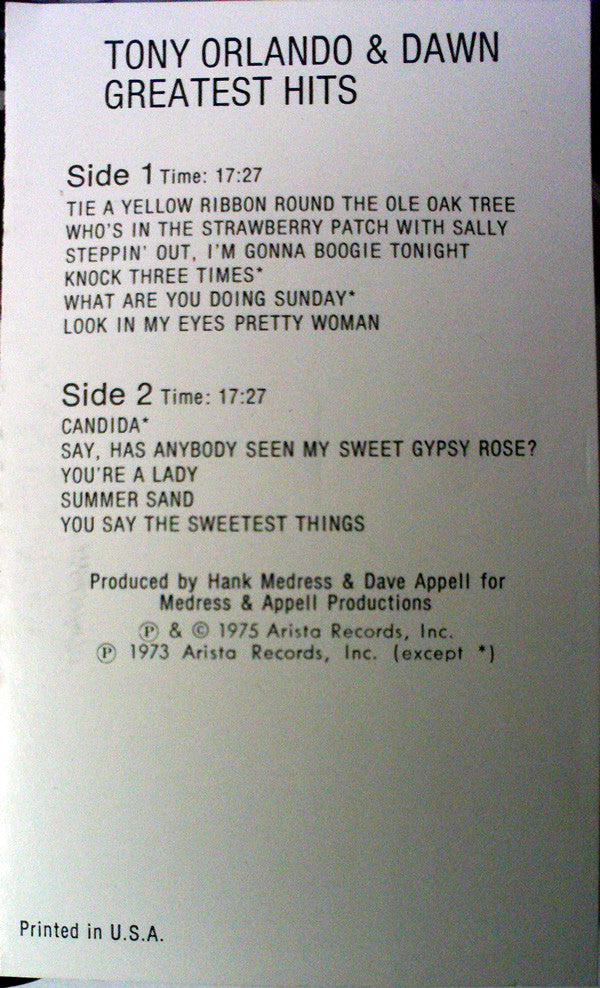 TONY ORLANDO & DAWN
GREATEST HITS
Side 1 Time: 17:27
TIE A YELLOW RIBBON ROUND THE OLE OAK TREE
WHO'S IN THE STRAWBERRY PATCH WITH SALLY
STEPPIN' OUT, I'M GONNA BOOGIE TONIGHT
KNOCK THREE TIMES*
WHAT ARE YOU DOING SUNDAY*
LOOK IN MY EYES PRETTY WOMAN
Side 2 Time: 17:27
CANDIDA*
SAY, HAS ANYBODY SEEN MY SWEET GYPSY ROSE?
YOU'RE A LADY
SUMMER SAND
YOU SAY THE SWEETEST THINGS
Produced by Hank Medress & Dave Appell for
Medress & Appell Productions
℗ & © 1975 Arista Records, Inc.
℗ 1973 Arista Records, Inc. (except *)
Printed in U.S.A.